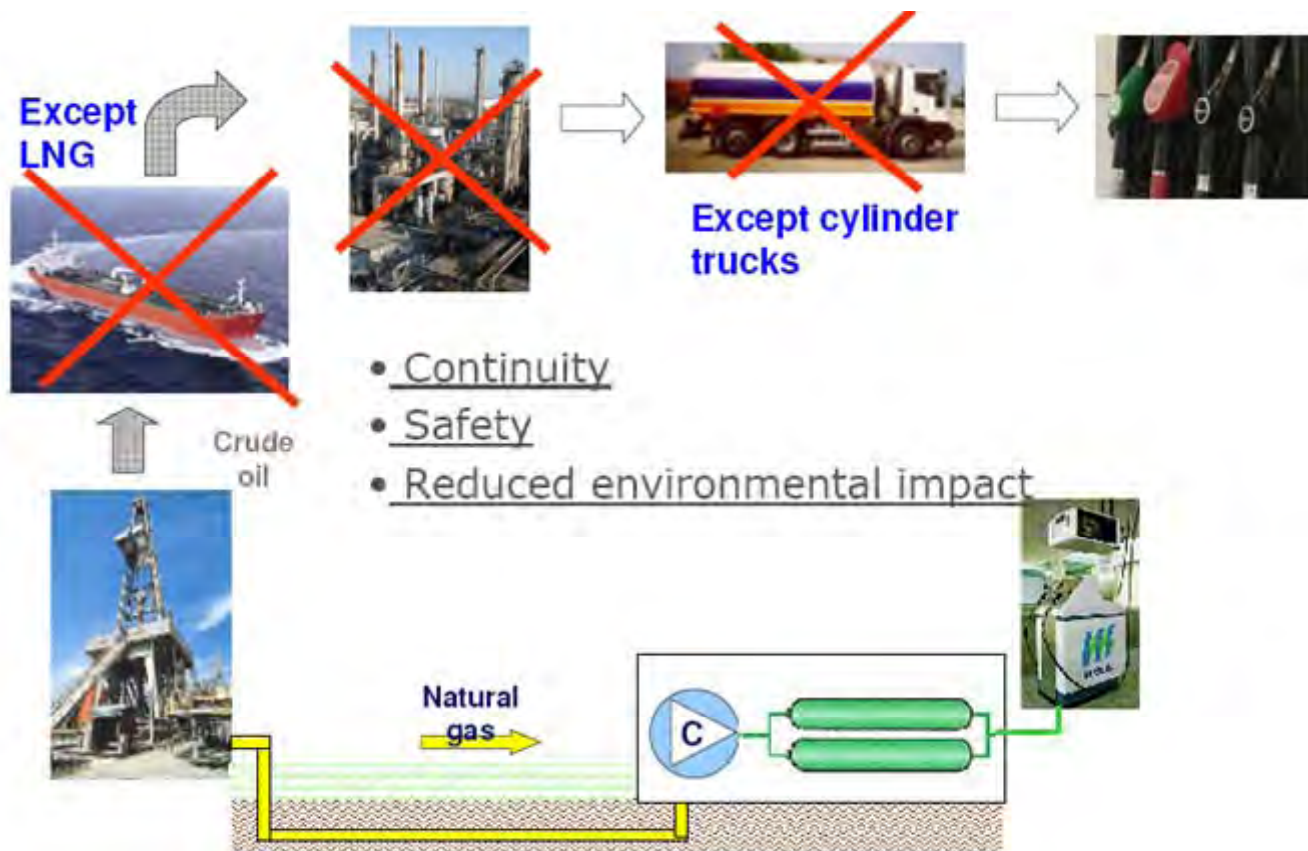 Except
LNG
Except cylinder
trucks
Crude
oil
• Continuity
• Safety
• Reduced environmental impact
Natural
gas
C